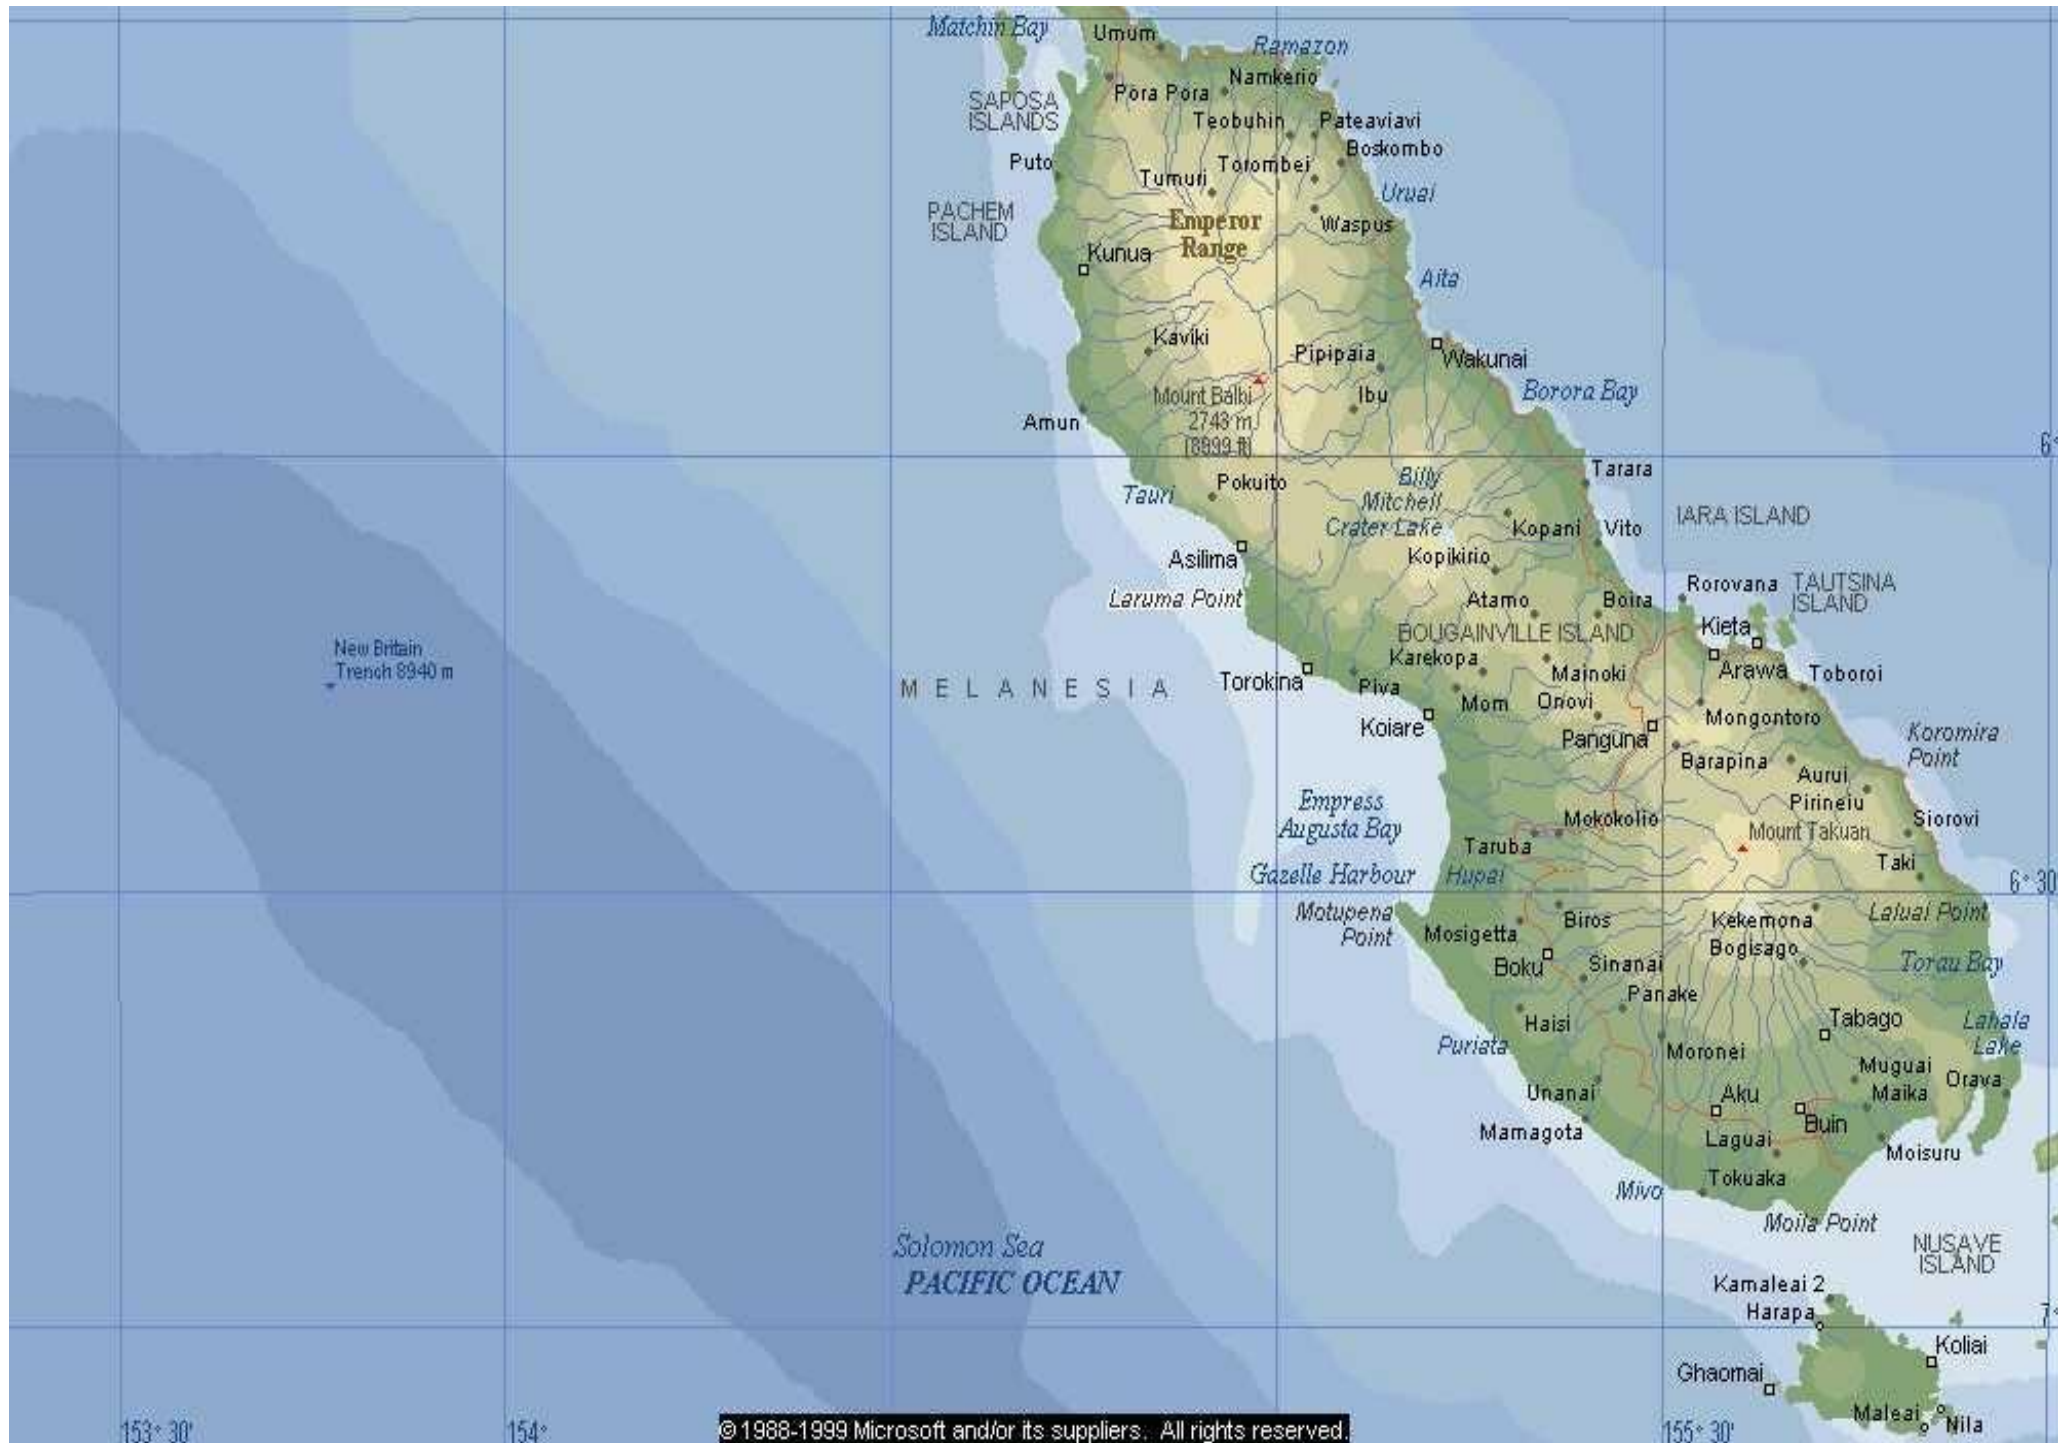 Matchin Bay
Umum
Ramazon
Namkerio
Pora Pora
SAPOSA
ISLANDS
Teobuhin
Pateaviavi
Boskombo
Puto
Torombei
Tumuri
Uruai
PACHEM
ISLAND
Emperor
Range
Waspus
Kunua
Aita
Kaviki
Pipipaia
Wakunai
Mount Balbi
2743 m
(8999 ft)
Ibu
Borora Bay
Amun
6°
Tarara
Billy
Mitchell
Crater Lake
Pokuito
Tauri
IARA ISLAND
Kopani
Vito
Asilima
Kopikirio
Laruma Point
Rorovana
TAUTSINA
ISLAND
Atamo
Boira
BOUGAINVILLE ISLAND
Kieta
New Britain
Trench 8940 m
Karekopa
Mainoki
Arawa
Toboroi
MELANESIA
Torokina
Piva
Mom
Onovi
Mongontoro
Koiare
Panguna
Koromira
Point
Barapina
Aurui
Pirineiu
Empress
Augusta Bay
Mokokolio
Mount Takuan
Siorovi
Taruba
Taki
Gazelle Harbour
Hupai
6° 30'
Motupena
Point
Mosigetta
Biros
Kekemona
Lalual Point
Bogisago
Boku
Sinanai
Torau Bay
Panake
Haisi
Tabago
Lahala
Lake
Puriata
Moronei
Muguai
Orava
Unanai
Aku
Maika
Mamagota
Buin
Laguai
Moisuru
Tokuaka
Mivo
Moila Point
Solomon Sea
PACIFIC OCEAN
NUSAVE
ISLAND
Kamaleai 2
Harapa
7°
Koliai
Ghaomai
Maleai
Nila
153° 30'
154°
155° 30'
© 1988-1999 Microsoft and/or its suppliers. All rights reserved.